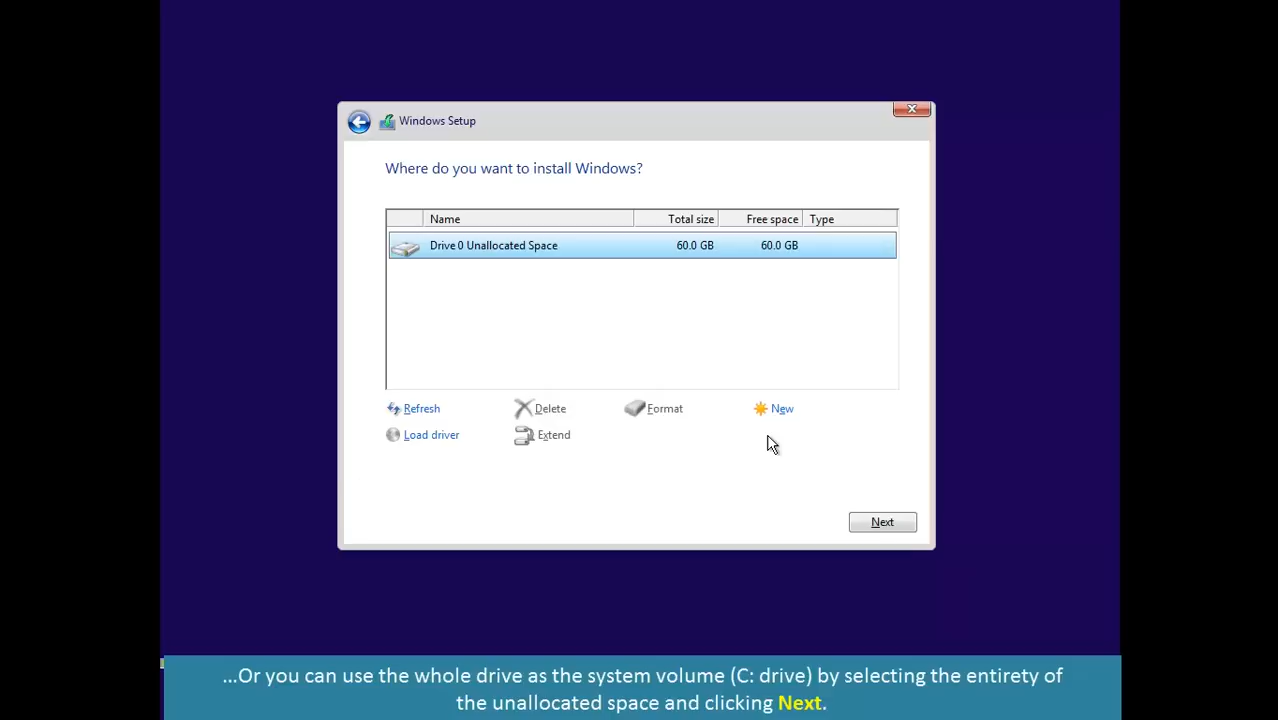 Windows Setup
Where do you want to install Windows?
Name Total size Free space Type
Drive 0 Unallocated Space 60.0 GB 60.0 GB
Refresh Delete Format New
Load driver Extend
Next
...Or you can use the whole drive as the system volume (C: drive) by selecting the entirety of
the unallocated space and clicking Next.